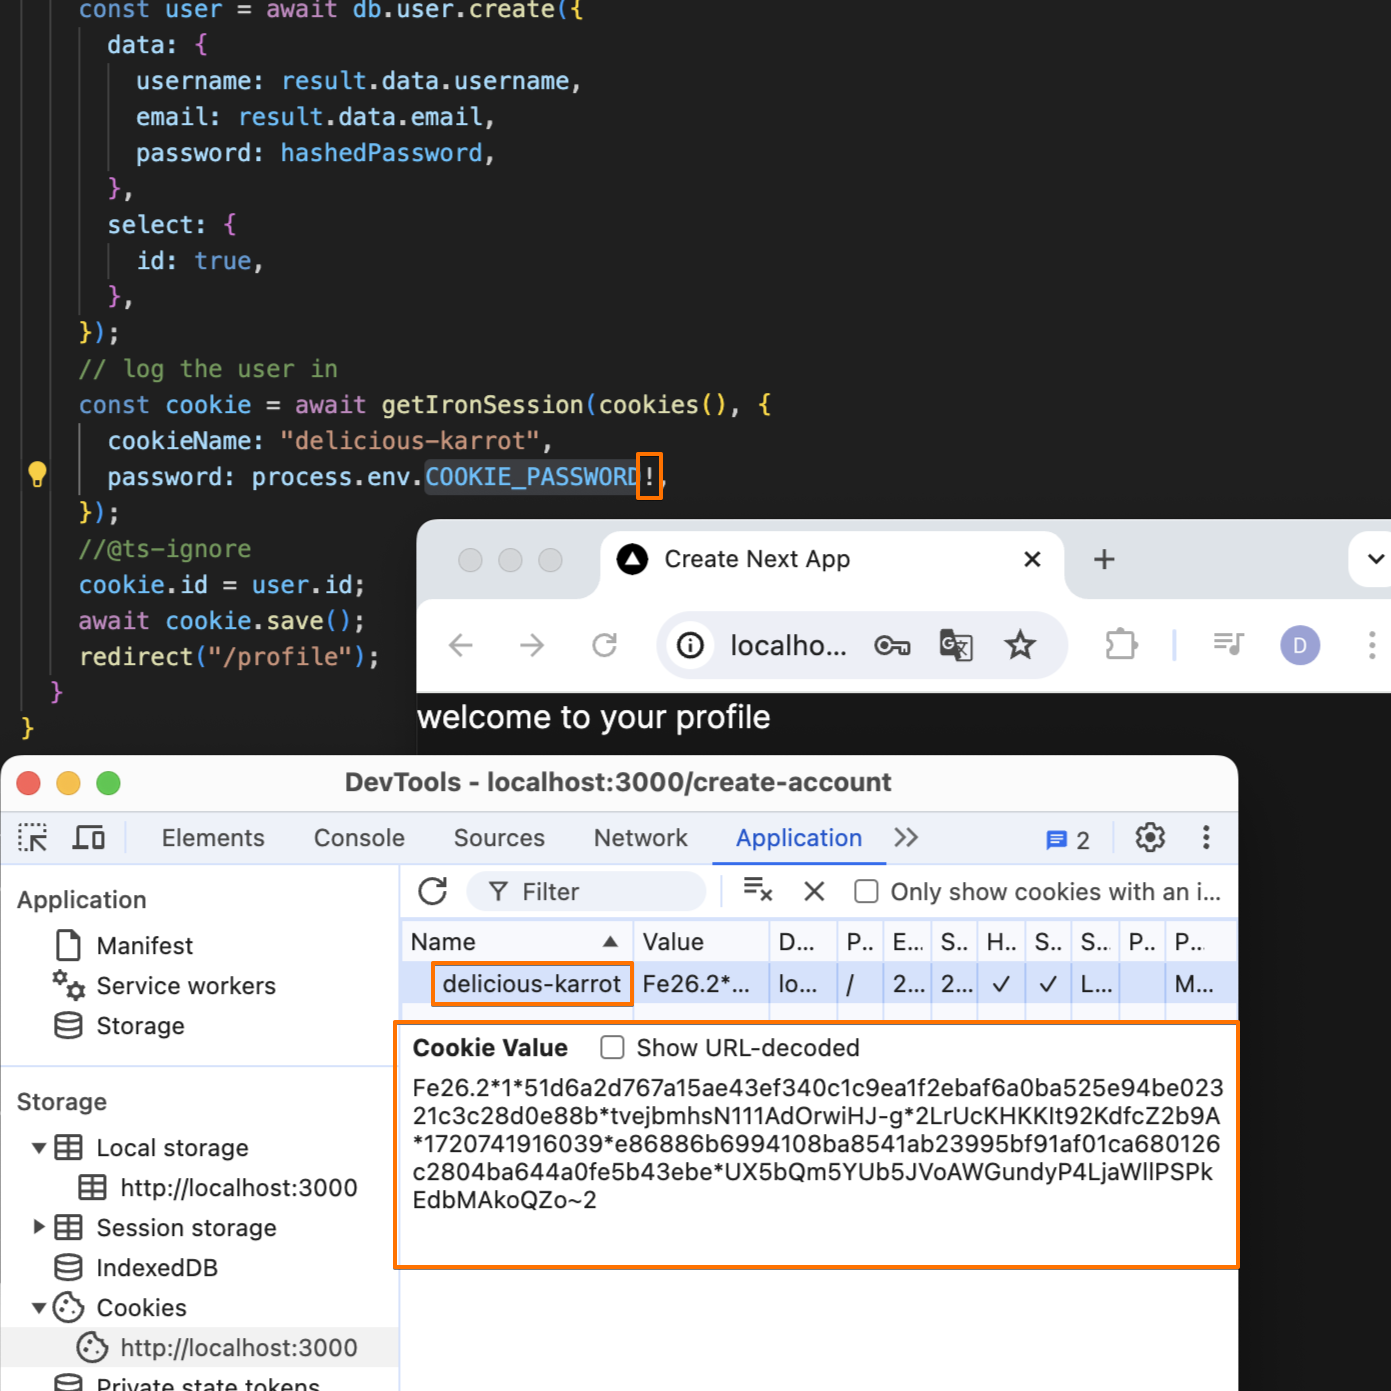 const user = await db.user.create({
data: {
username: result.data.username,
email: result.data.email,
password: hashedPassword,
},
select: {
id: true,
},
});
// log the user in
const cookie = await getIronSession(cookies(), {
cookieName: "delicious-karrot",
password: process.env.COOKIE_PASSWORD!,
});
//@ts-ignore
cookie.id = user.id;
await cookie.save();
redirect("/profile");
}
}
Create Next App
localho...
D
welcome to your profile
DevTools - localhost:3000/create-account
Elements Console Sources Network Application 2
Application
Manifest
Service workers
Storage
Storage
Local storage
http://localhost:3000
Session storage
IndexedDB
Cookies
http://localhost:3000
Private state tokens
Filter Only show cookies with an i...
Name Value D... P.. E... S.. H.. S.. S.. P.. P..
delicious-karrot Fe26.2*... lo... / 2... 2... ✓ ✓ L... M...
Cookie Value Show URL-decoded
Fe26.2*1*51d6a2d767a15ae43ef340c1c9ea1f2ebaf6a0ba525e94be023
21c3c28d0e88b*tvejbmhsN111AdOrwiHJ-g*2LrUcKHKKIt92KdfcZ2b9A
*1720741916039*e86886b6994108ba8541ab23995bf91af01ca680126
c2804ba644a0fe5b43ebe*UX5bQm5YUb5JVoAWGundyP4LjaWlIPSPk
EdbMAkoQZo~2